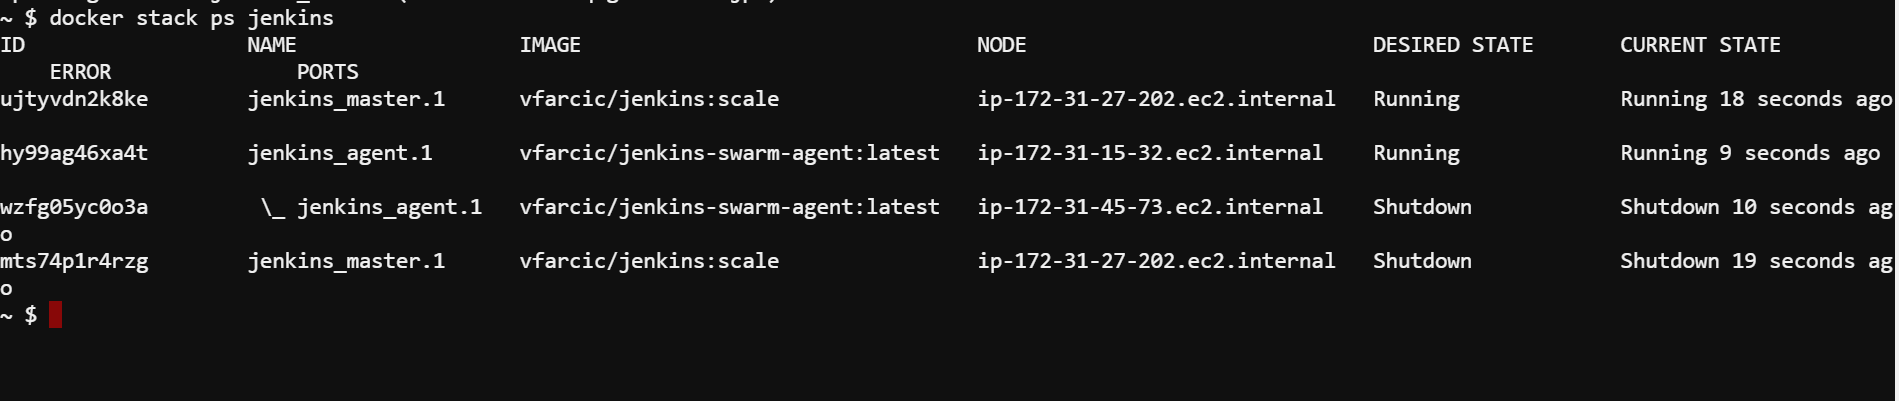 ~ $ docker stack ps jenkins
ID                  NAME                  IMAGE                                NODE                            DESIRED STATE       CURRENT STATE
    ERROR               PORTS
ujtyvdn2k8ke        jenkins_master.1      vfarcic/jenkins:scale                ip-172-31-27-202.ec2.internal   Running             Running 18 seconds ago
hy99ag46xa4t        jenkins_agent.1       vfarcic/jenkins-swarm-agent:latest   ip-172-31-15-32.ec2.internal    Running             Running 9 seconds ago
wzfg05yc0o3a         \_ jenkins_agent.1   vfarcic/jenkins-swarm-agent:latest   ip-172-31-45-73.ec2.internal    Shutdown            Shutdown 10 seconds ag
o
mts74p1r4rzg        jenkins_master.1      vfarcic/jenkins:scale                ip-172-31-27-202.ec2.internal   Shutdown            Shutdown 19 seconds ag
o
~ $